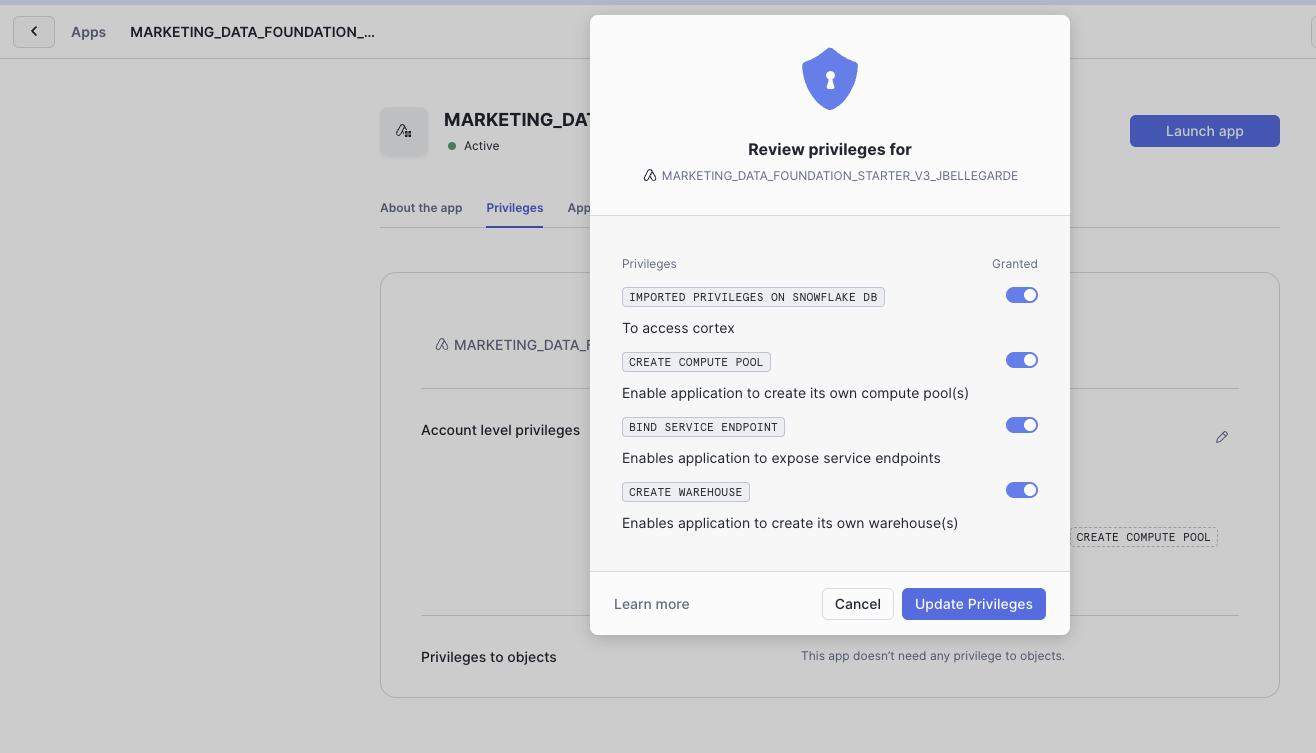 Apps MARKETING_DATA_FOUNDATION_...
MARKETING_DA
Active
Launch app
About the app Privileges App
MARKETING_DATA_F
Account level privileges
CREATE COMPUTE POOL
Privileges to objects This app doesn’t need any privilege to objects.
Review privileges for
MARKETING_DATA_FOUNDATION_STARTER_V3_JBELLEGARDE
Privileges Granted
IMPORTED PRIVILEGES ON SNOWFLAKE DB
To access cortex
CREATE COMPUTE POOL
Enable application to create its own compute pool(s)
BIND SERVICE ENDPOINT
Enables application to expose service endpoints
CREATE WAREHOUSE
Enables application to create its own warehouse(s)
Learn more Cancel Update Privileges